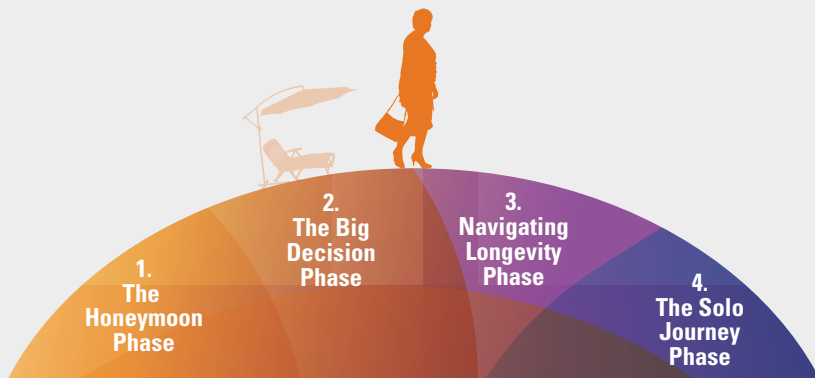 1.
The
Honeymoon
Phase
2.
The Big
Decision
Phase
3.
Navigating
Longevity
Phase
4.
The Solo
Journey
Phase